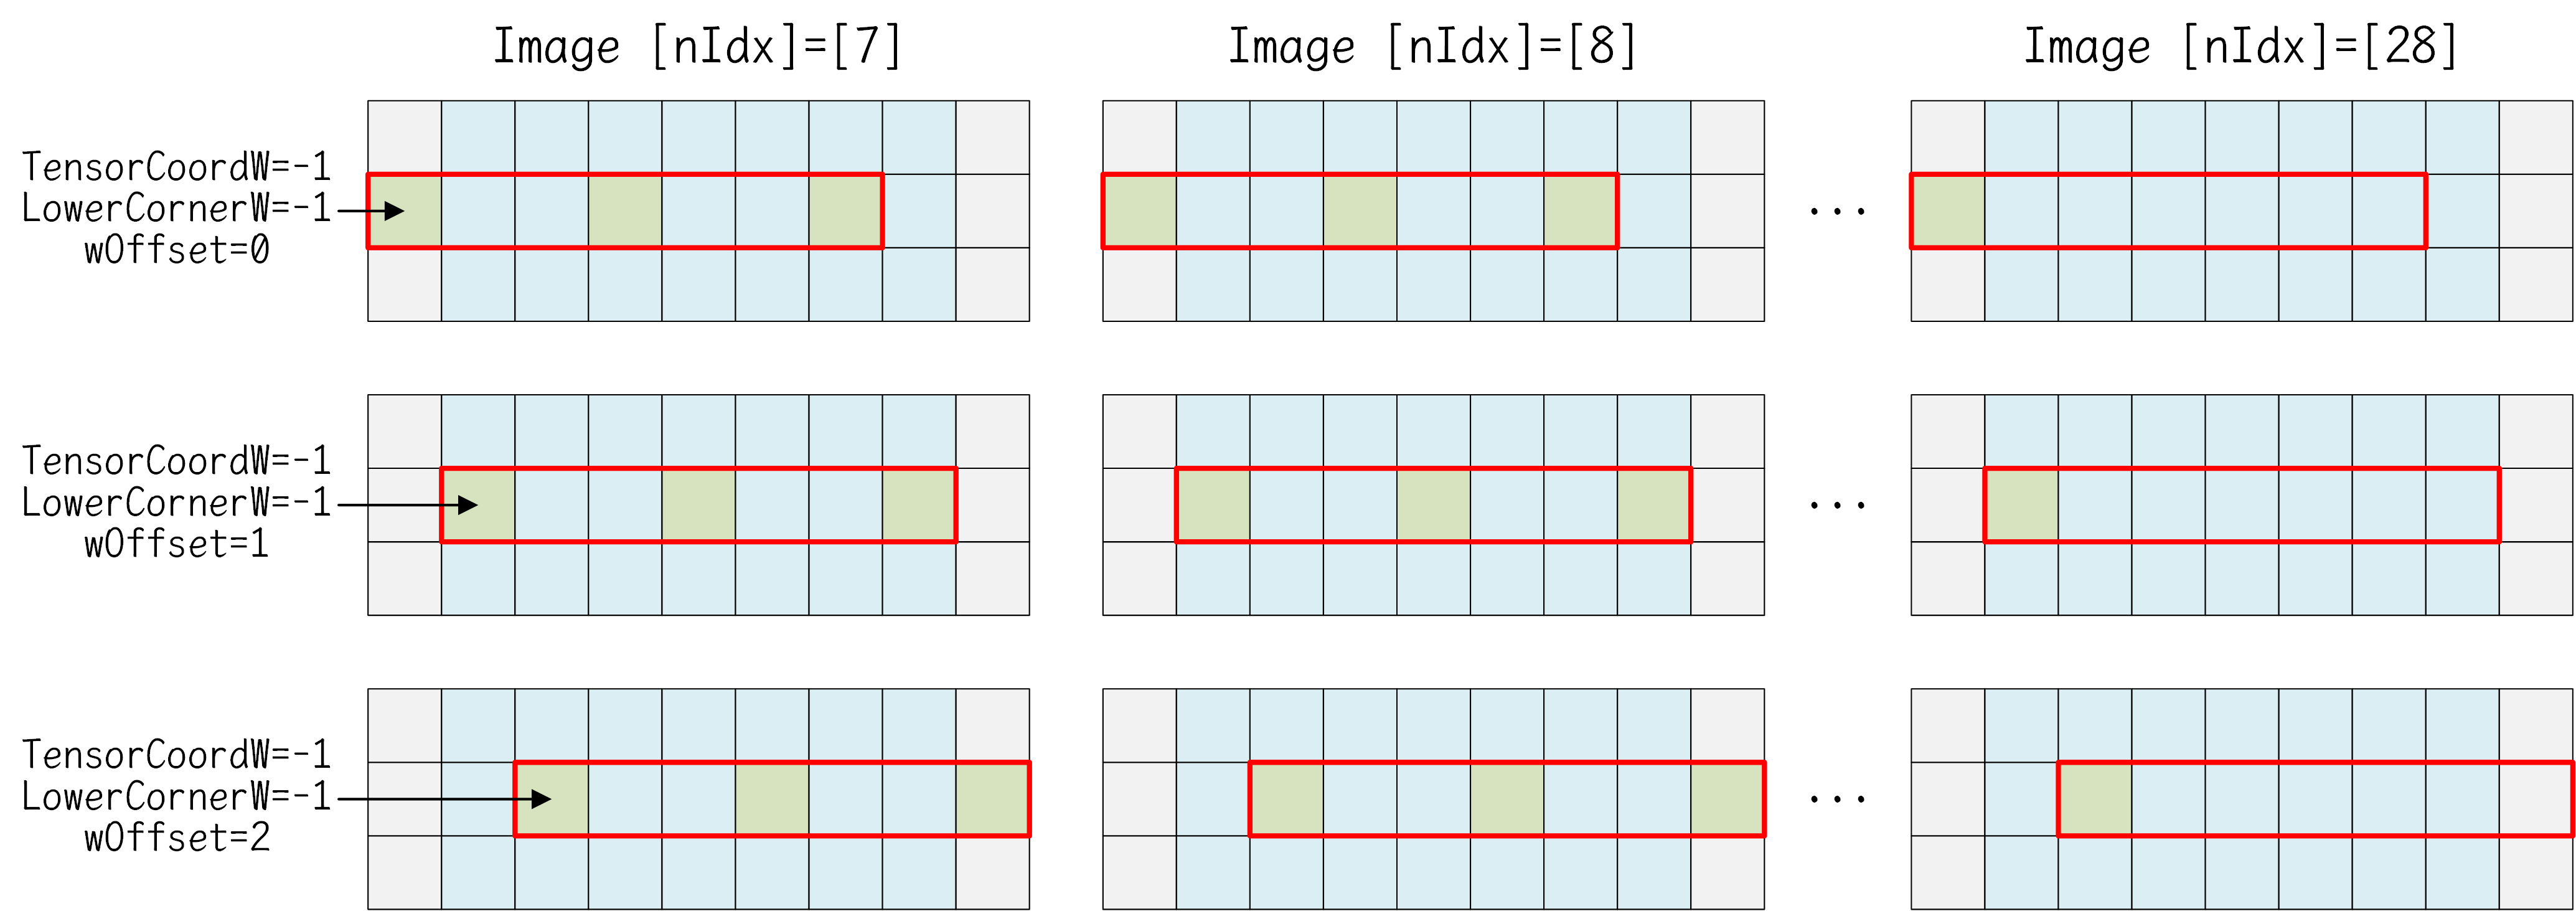 Image [nIdx]=[7]
Image [nIdx]=[8]
Image [nIdx]=[28]
TensorCoordW=-1
LowerCornerW=-1
wOffset=0
...
TensorCoordW=-1
LowerCornerW=-1
wOffset=1
...
TensorCoordW=-1
LowerCornerW=-1
wOffset=2
...